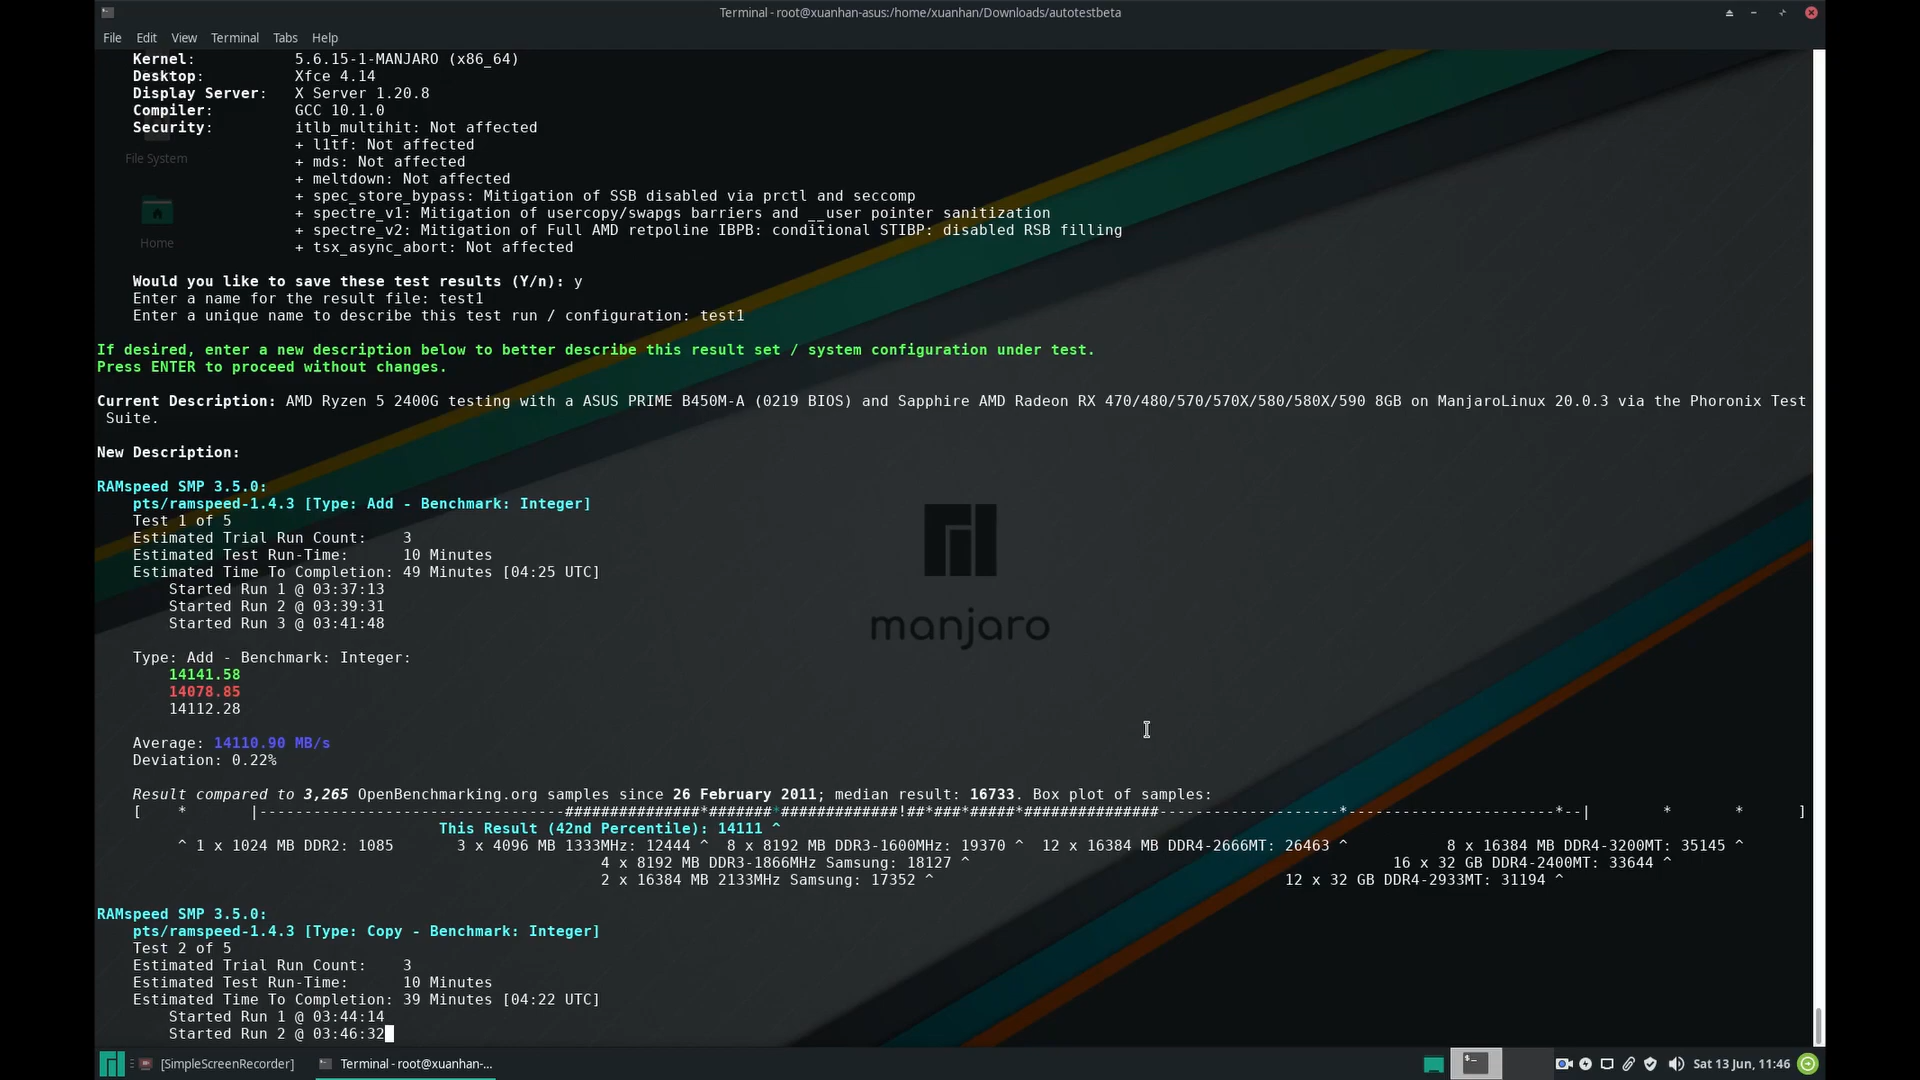 Terminal - root@xuanhan-asus:/home/xuanhan/Downloads/autotestbeta
File Edit View Terminal Tabs Help
Kernel: 5.6.15-1-MANJARO (x86_64)
Desktop: Xfce 4.14
Display Server: X Server 1.20.8
Compiler: GCC 10.1.0
Security: itlb_multihit: Not affected
+ l1tf: Not affected
File System
+ mds: Not affected
+ meltdown: Not affected
+ spec_store_bypass: Mitigation of SSB disabled via prctl and seccomp
+ spectre_v1: Mitigation of usercopy/swapgs barriers and __user pointer sanitization
+ spectre_v2: Mitigation of Full AMD retpoline IBPB: conditional STIBP: disabled RSB filling
Home
+ tsx_async_abort: Not affected
Would you like to save these test results (Y/n): y
Enter a name for the result file: test1
Enter a unique name to describe this test run / configuration: test1
If desired, enter a new description below to better describe this result set / system configuration under test.
Press ENTER to proceed without changes.
Current Description: AMD Ryzen 5 2400G testing with a ASUS PRIME B450M-A (0219 BIOS) and Sapphire AMD Radeon RX 470/480/570/570X/580/580X/590 8GB on ManjaroLinux 20.0.3 via the Phoronix Test
Suite.
New Description:
RAMspeed SMP 3.5.0:
pts/ramspeed-1.4.3 [Type: Add - Benchmark: Integer]
Test 1 of 5
Estimated Trial Run Count: 3
Estimated Test Run-Time: 10 Minutes
Estimated Time To Completion: 49 Minutes [04:25 UTC]
Started Run 1 @ 03:37:13
Started Run 2 @ 03:39:31
Started Run 3 @ 03:41:48
manjaro
Type: Add - Benchmark: Integer:
14141.58
14078.85
14112.28
Average: 14110.90 MB/s
Deviation: 0.22%
Result compared to 3,265 OpenBenchmarking.org samples since 26 February 2011; median result: 16733. Box plot of samples:
[    *       |----------------------------------###############*#######*#############!##*###*#####*###############--------------------*-----------------------*--|        *       *      ]
This Result (42nd Percentile): 14111 ^
^ 1 x 1024 MB DDR2: 1085 3 x 4096 MB 1333MHz: 12444 ^ 8 x 8192 MB DDR3-1600MHz: 19370 ^ 12 x 16384 MB DDR4-2666MT: 26463 ^ 8 x 16384 MB DDR4-3200MT: 35145 ^
4 x 8192 MB DDR3-1866MHz Samsung: 18127 ^ 16 x 32 GB DDR4-2400MT: 33644 ^
2 x 16384 MB 2133MHz Samsung: 17352 ^ 12 x 32 GB DDR4-2933MT: 31194 ^
RAMspeed SMP 3.5.0:
pts/ramspeed-1.4.3 [Type: Copy - Benchmark: Integer]
Test 2 of 5
Estimated Trial Run Count: 3
Estimated Test Run-Time: 10 Minutes
Estimated Time To Completion: 39 Minutes [04:22 UTC]
Started Run 1 @ 03:44:14
Started Run 2 @ 03:46:32
[SimpleScreenRecorder] Terminal - root@xuanhan-... Sat 13 Jun, 11:46